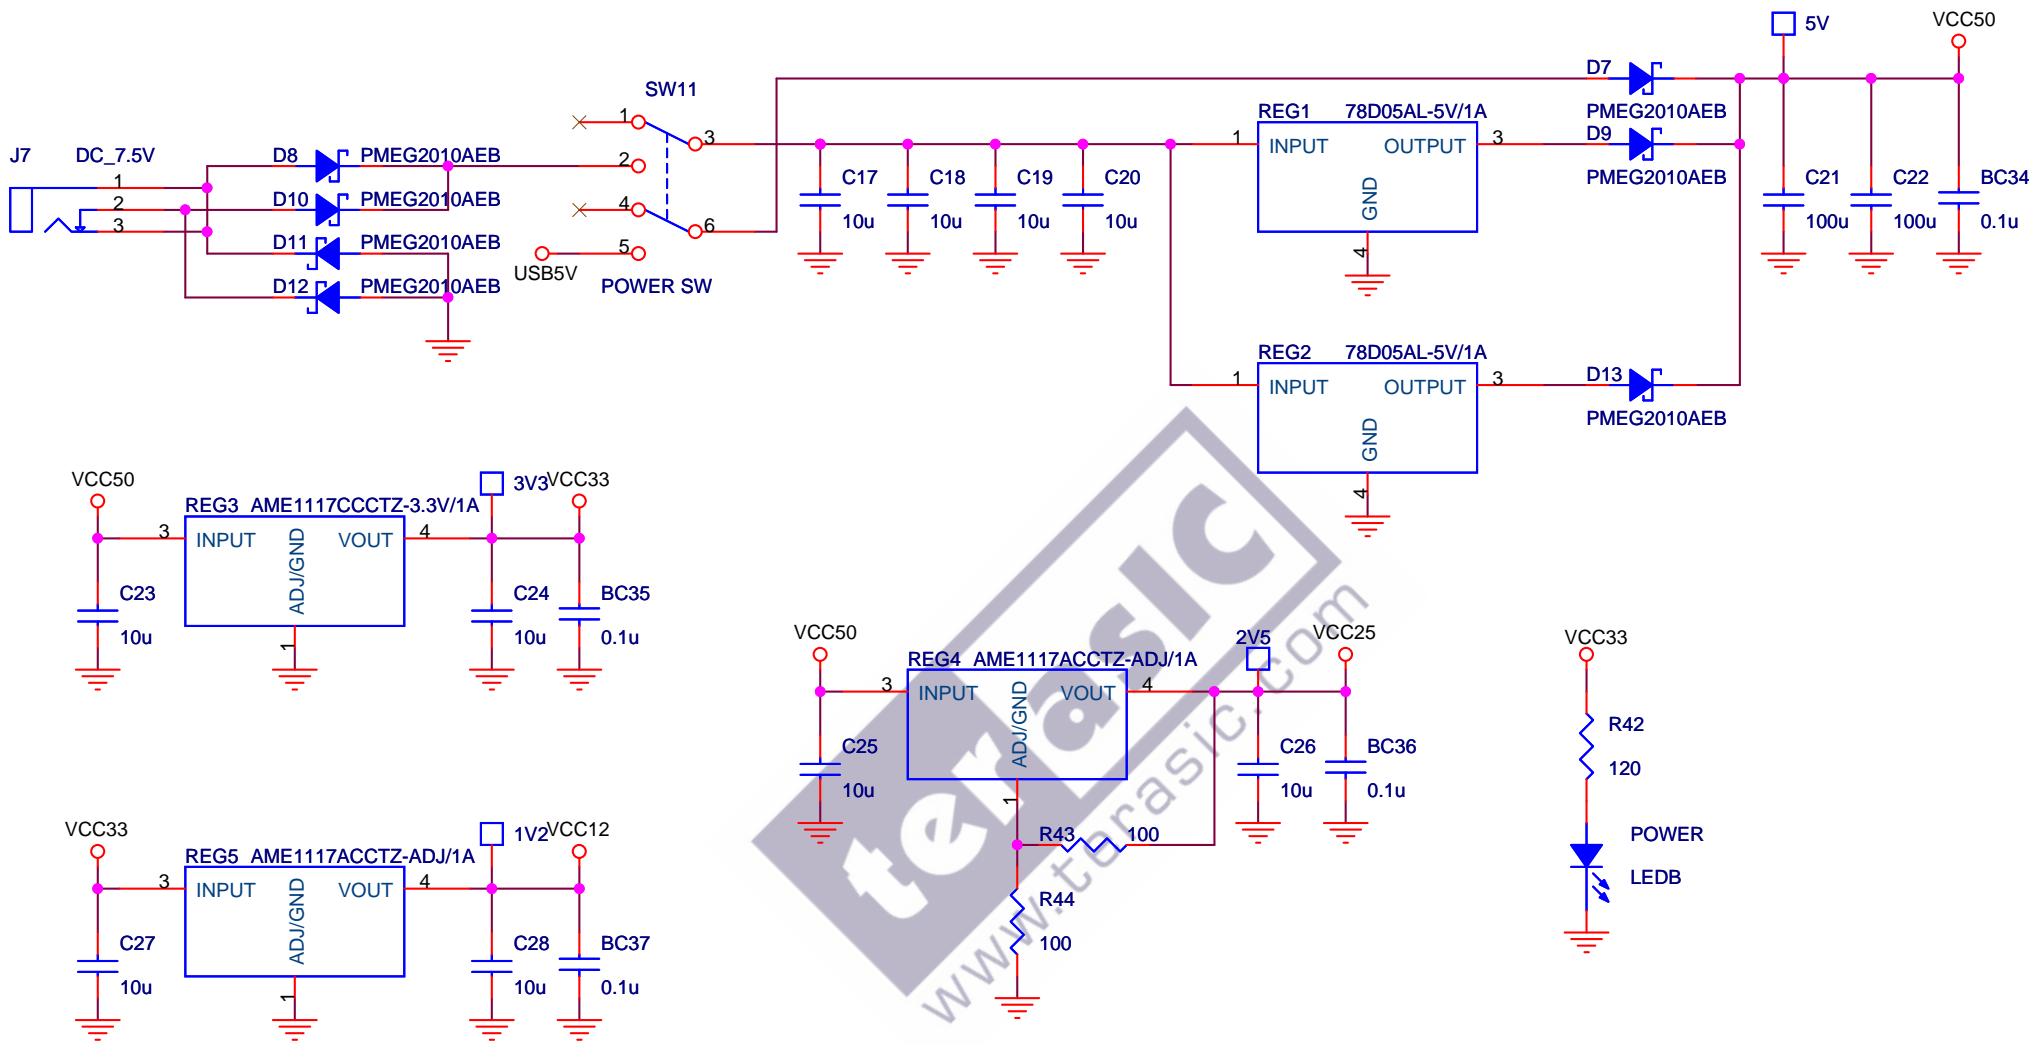 5V
VCC50
J7 DC_7.5V
1
2
3
D8 PMEG2010AEB
D10 PMEG2010AEB
D11 PMEG2010AEB
D12 PMEG2010AEB
SW11
1
2
3
4
5
6
USB5V
POWER SW
C17
10u
C18
10u
C19
10u
C20
10u
REG1 78D05AL-5V/1A
1
INPUT OUTPUT
GND
3
4
D7
PMEG2010AEB
D9
PMEG2010AEB
C21
100u
C22
100u
BC34
0.1u
REG2 78D05AL-5V/1A
1
INPUT OUTPUT
GND
3
4
D13
PMEG2010AEB
VCC50
REG3 AME1117CCCTZ-3.3V/1A
3
INPUT VOUT
ADJ/GND
4
1
3V3
VCC33
C23
10u
C24
10u
BC35
0.1u
VCC50
REG4 AME1117ACCTZ-ADJ/1A
3
INPUT VOUT
ADJ/GND
4
1
2V5
VCC25
C25
10u
C26
10u
BC36
0.1u
R43 100
R44
100
VCC33
R42
120
POWER
LEDB
VCC33
REG5 AME1117ACCTZ-ADJ/1A
3
INPUT VOUT
ADJ/GND
4
1
1V2
VCC12
C27
10u
C28
10u
BC37
0.1u
terasic
www.terasic.com